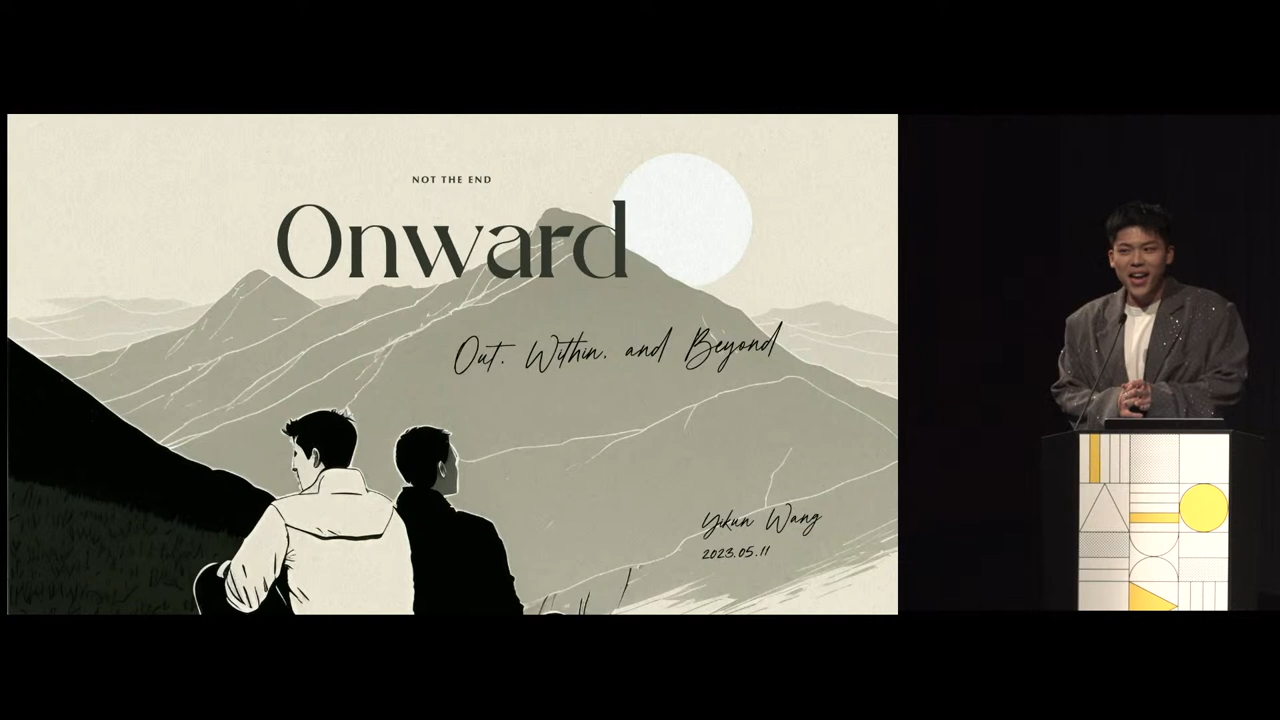 NOT THE END
Onward
Out, Within, and Beyond
Yikun Wang
2023.05.11